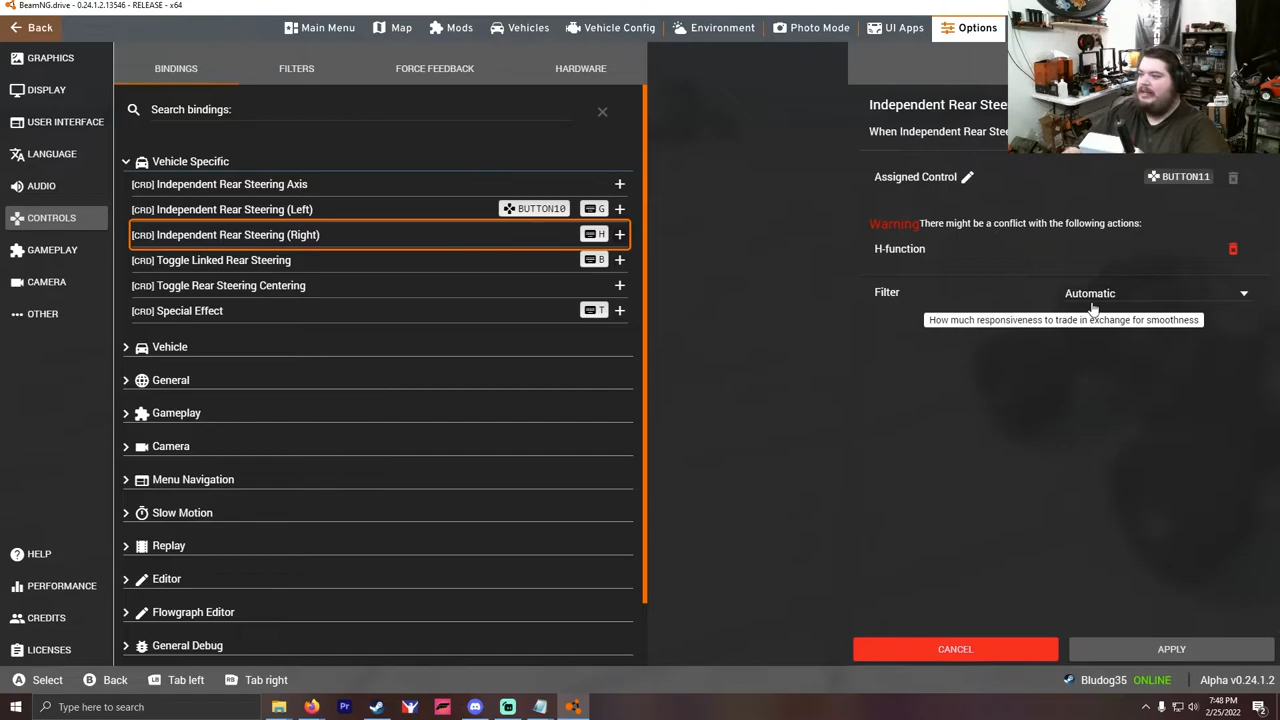 BeamNG.drive - 0.24.1.2.13546 - RELEASE - x64
Back
Main Menu
Map
Mods
Vehicles
Vehicle Config
Environment
Photo Mode
UI Apps
Options
GRAPHICS
DISPLAY
USER INTERFACE
LANGUAGE
AUDIO
CONTROLS
GAMEPLAY
CAMERA
OTHER
HELP
PERFORMANCE
CREDITS
LICENSES
BINDINGS
FILTERS
FORCE FEEDBACK
HARDWARE
Search bindings:
Vehicle Specific
[CRD] Independent Rear Steering Axis
[CRD] Independent Rear Steering (Left) BUTTON10 G
[CRD] Independent Rear Steering (Right) H
[CRD] Toggle Linked Rear Steering B
[CRD] Toggle Rear Steering Centering
[CRD] Special Effect T
Vehicle
General
Gameplay
Camera
Menu Navigation
Slow Motion
Replay
Editor
Flowgraph Editor
General Debug
Independent Rear Stee
When Independent Rear Stee
Assigned Control BUTTON11
Warning There might be a conflict with the following actions:
H-function
Filter Automatic
How much responsiveness to trade in exchange for smoothness
CANCEL APPLY
A Select B Back LB Tab left RB Tab right
Bludog35 ONLINE Alpha v0.24.1.2
Type here to search
7:48 PM
2/25/2022
2